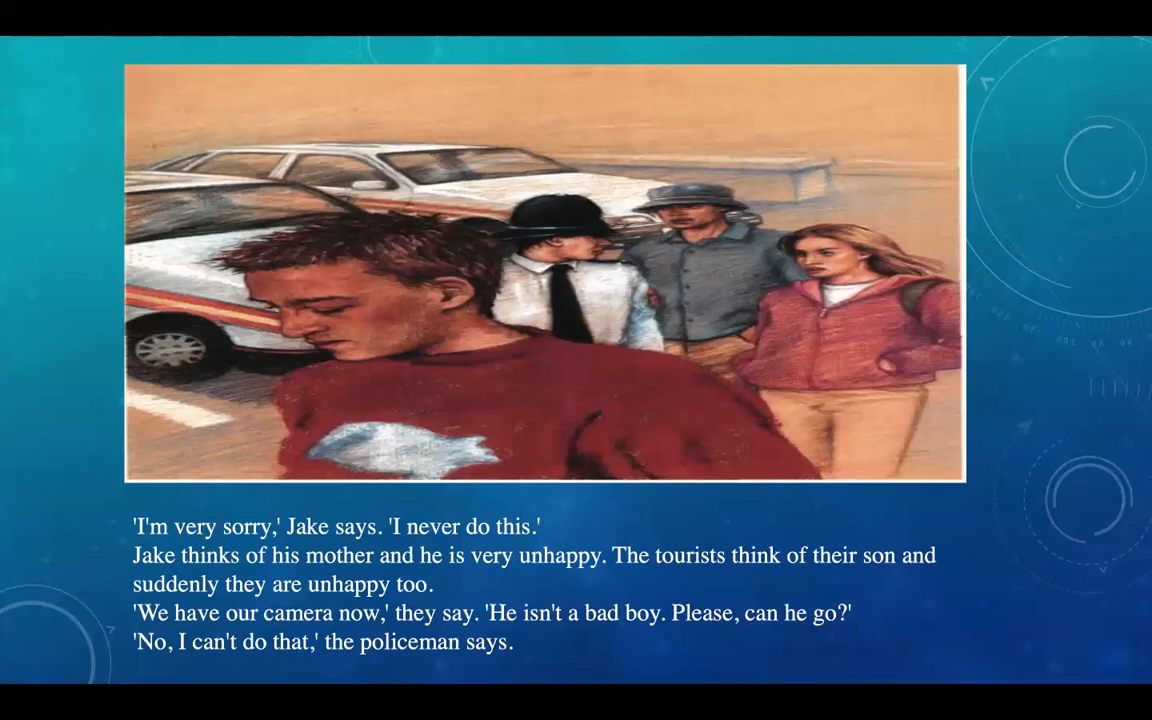 'I'm very sorry,' Jake says. 'I never do this.'
Jake thinks of his mother and he is very unhappy. The tourists think of their son and
suddenly they are unhappy too.
'We have our camera now,' they say. 'He isn't a bad boy. Please, can he go?'
'No, I can't do that,' the policeman says.